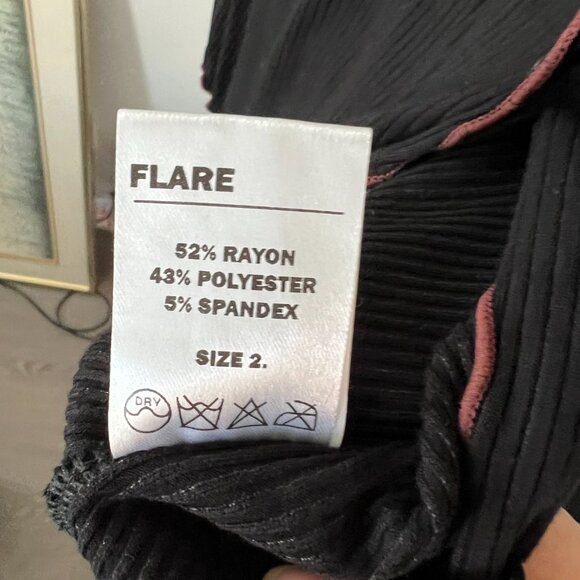 FLARE
52% RAYON
43% POLYESTER
5% SPANDEX
SIZE 2.
DRY